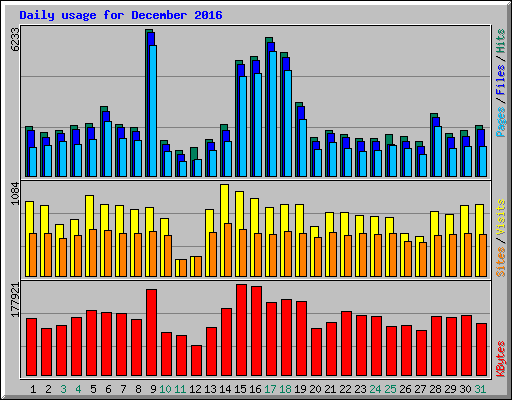 Daily usage for December 2016
6233
Pages / Files / Hits
1084
Sites / Visits
177921
KBytes
1 2 3 4 5 6 7 8 9 10 11 12 13 14 15 16 17 18 19 20 21 22 23 24 25 26 27 28 29 30 31